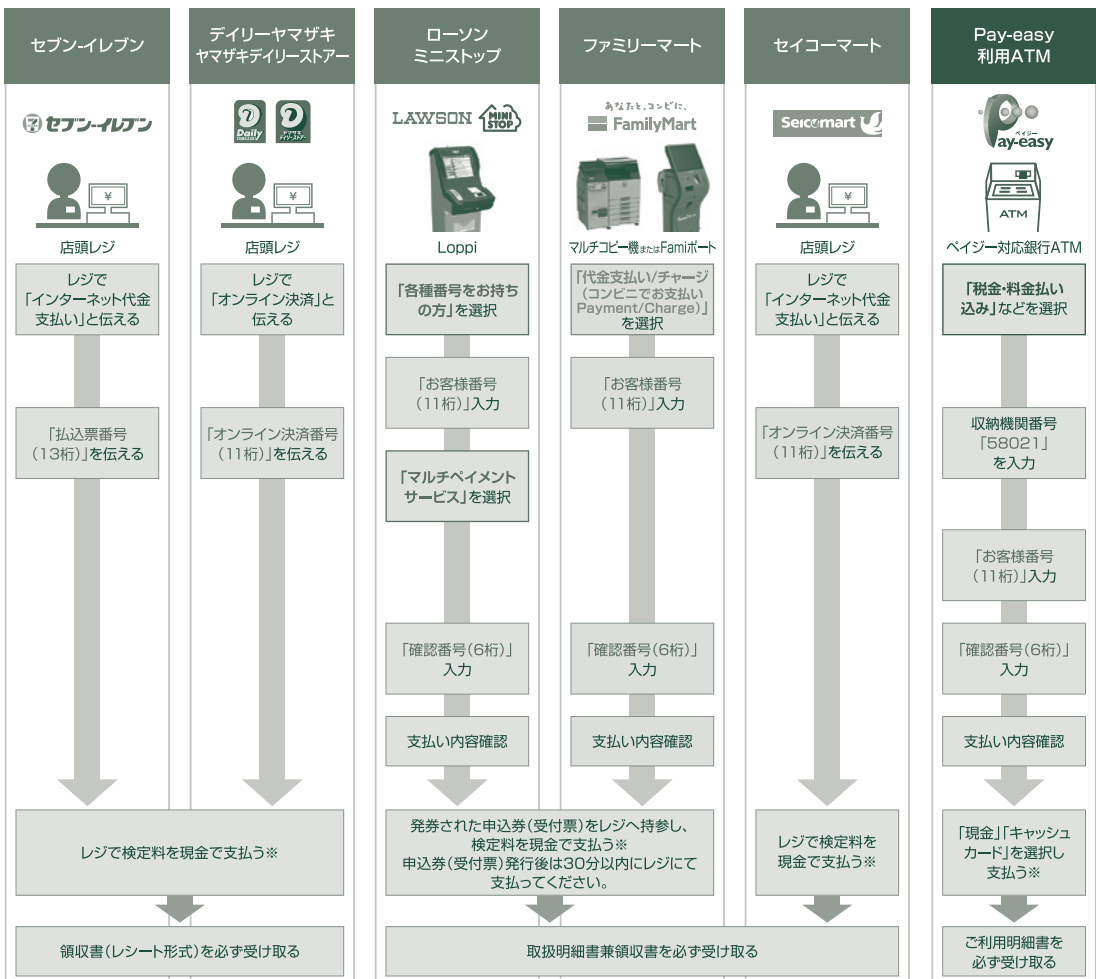 セブン-イレブン
デイリーヤマザキ
ヤマザキデイリーストアー
ローソン
ミニストップ
ファミリーマート
セイコーマート
Pay-easy
利用ATM
セブン-イレブン
Daily
YAMAZAKI
ヤマザキ
デイリーストアー
LAWSON
MINI
STOP
あなたと、コンビに、
FamilyMart
Seicomart
ペイジー
Pay-easy
¥
¥
¥
ATM
店頭レジ
店頭レジ
Loppi
マルチコピー機またはFamiポート
店頭レジ
ペイジー対応銀行ATM
レジで
「インターネット代金
支払い」と伝える
レジで
「オンライン決済」と
伝える
「各種番号をお持ち
の方」を選択
「代金支払い/チャージ
(コンビニでお支払い
Payment/Charge)」
を選択
レジで
「インターネット代金
支払い」と伝える
「税金・料金払い
込み」などを選択
「お客様番号
(11桁)」入力
「お客様番号
(11桁)」入力
「払込票番号
(13桁)」を伝える
「オンライン決済番号
(11桁)」を伝える
「オンライン決済番号
(11桁)」を伝える
収納機関番号
「58021」
を入力
「マルチペイメント
サービス」を選択
「お客様番号
(11桁)」入力
「確認番号(6桁)」
入力
「確認番号(6桁)」
入力
「確認番号(6桁)」
入力
支払い内容確認
支払い内容確認
支払い内容確認
レジで検定料を現金で支払う※
発券された申込券(受付票)をレジへ持参し、
検定料を現金で支払う※
申込券(受付票)発行後は30分以内にレジにて
支払ってください。
レジで検定料を
現金で支払う※
「現金」「キャッシュ
カード」を選択し
支払う※
領収書(レシート形式)を必ず受け取る
取扱明細書兼領収書を必ず受け取る
ご利用明細書を
必ず受け取る